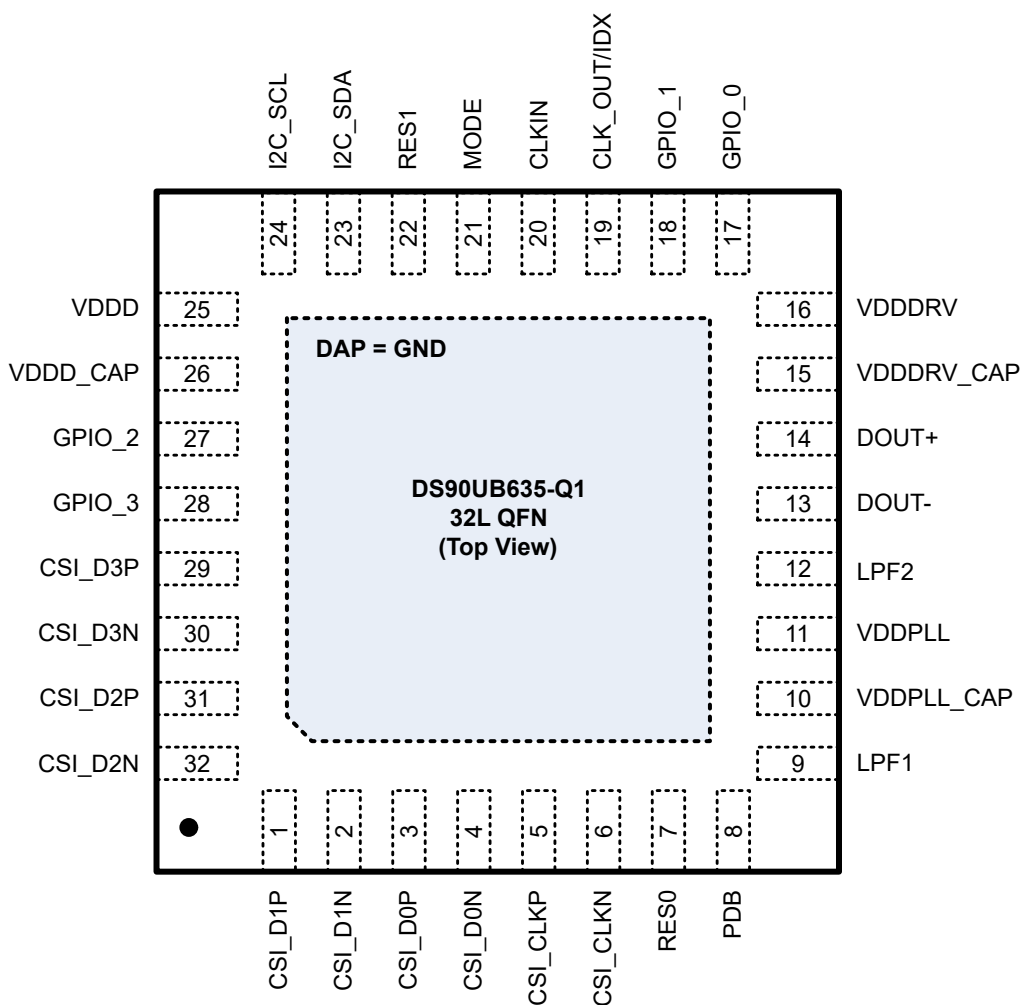 I2C_SCL
I2C_SDA
RES1
MODE
CLKIN
CLK_OUT/IDX
GPIO_1
GPIO_0
24
23
22
21
20
19
18
17
VDDD 25
VDDD_CAP 26
GPIO_2 27
GPIO_3 28
CSI_D3P 29
CSI_D3N 30
CSI_D2P 31
CSI_D2N 32
DAP = GND
DS90UB635-Q1
32L QFN
(Top View)
16 VDDDRV
15 VDDDRV_CAP
14 DOUT+
13 DOUT-
12 LPF2
11 VDDPLL
10 VDDPLL_CAP
9 LPF1
1
2
3
4
5
6
7
8
CSI_D1P
CSI_D1N
CSI_D0P
CSI_D0N
CSI_CLKP
CSI_CLKN
RES0
PDB